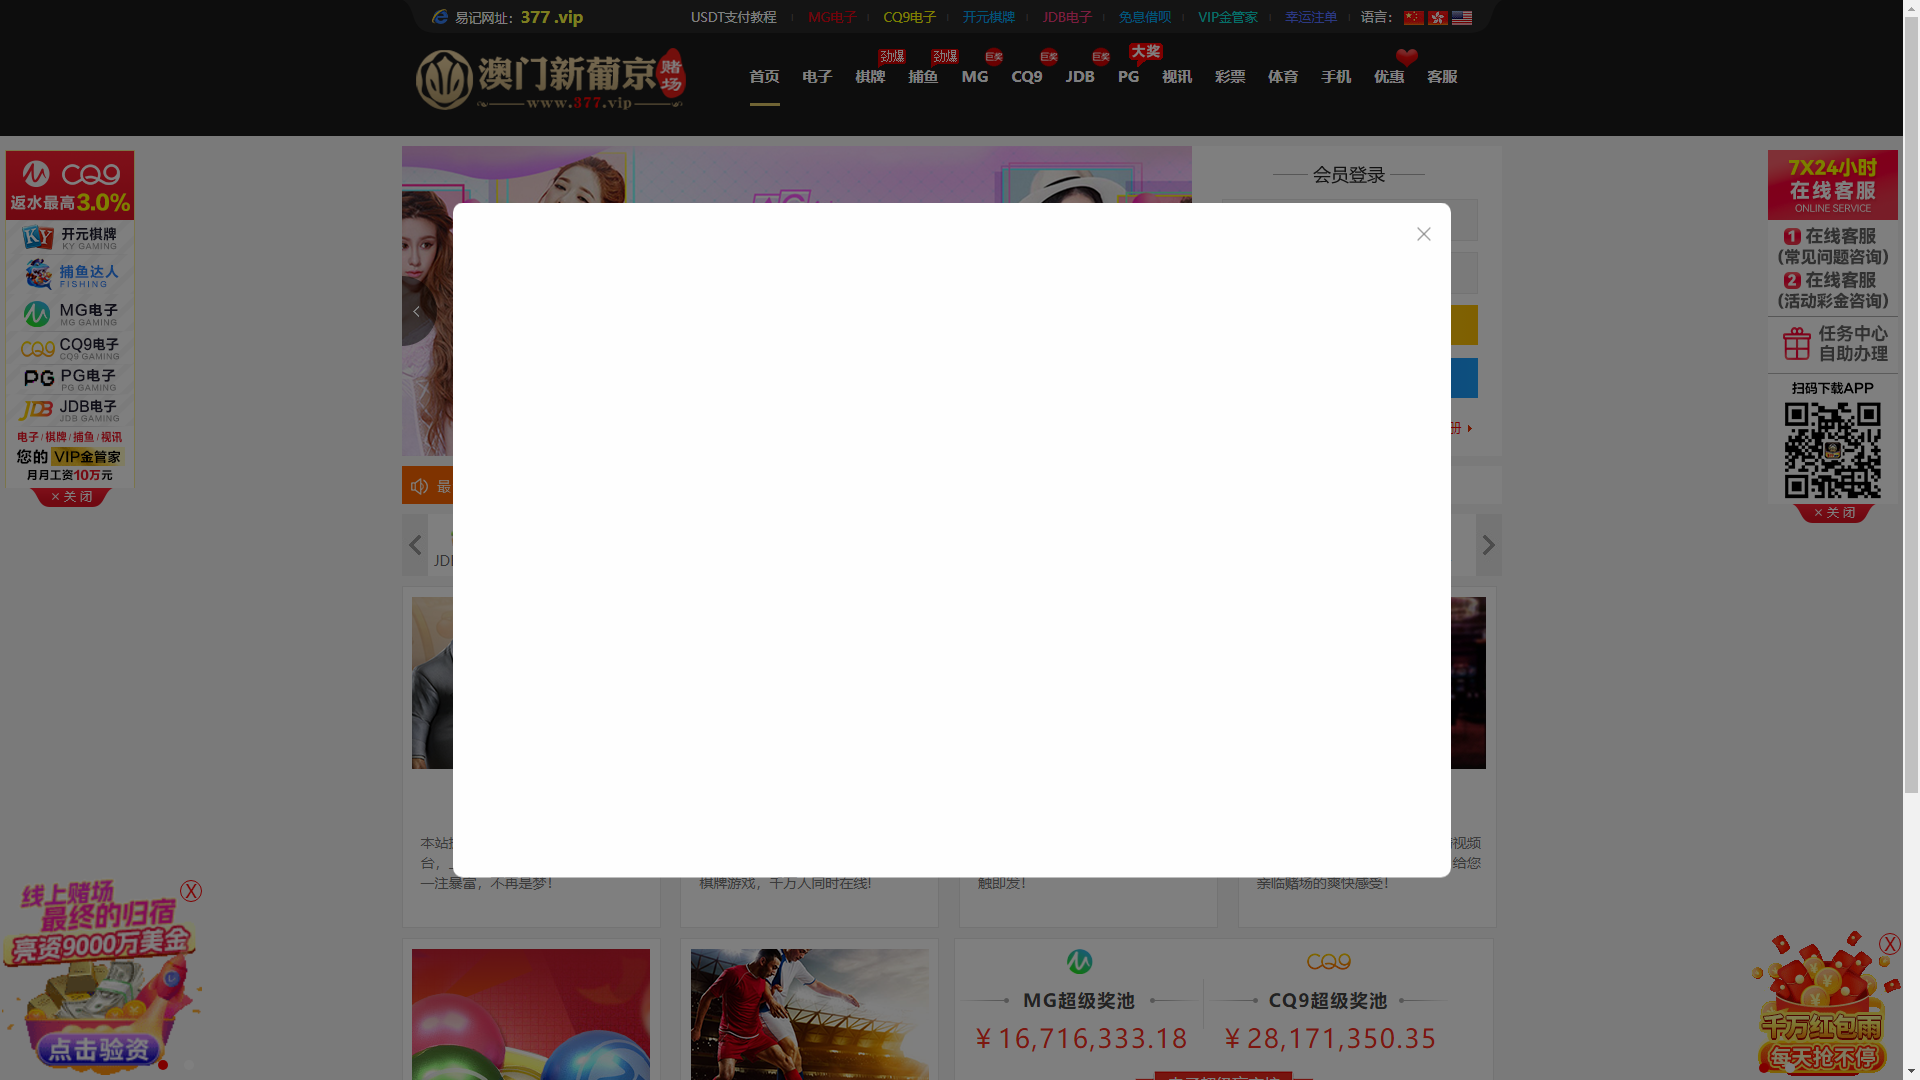 易记网址：377.vip
USDT支付教程
MG电子
CQ9电子
开元棋牌
JDB电子
免息借呗
VIP金管家
幸运注单
语言：
澳门新葡京 赌场
www.377.vip
首页
电子
棋牌
劲爆
捕鱼
劲爆
MG
巨奖
CQ9
巨奖
JDB
巨奖
PG
大奖
视讯
彩票
体育
手机
优惠
客服
CQ9
返水最高3.0%
KY
开元棋牌
KY GAMING
捕鱼达人
FISHING
MG电子
MG GAMING
CQ9
CQ9电子
CQ9 GAMING
PG
PG电子
PG GAMING
JDB
JDB电子
JDB GAMING
电子/棋牌/捕鱼/视讯
您的 VIP金管家
月月工资10万元
×关闭
会员登录
册
最
JD
7X24小时
在线客服
ONLINE SERVICE
1 在线客服
(常见问题咨询)
2 在线客服
(活动彩金咨询)
任务中心
自助办理
扫码下载APP
×关闭
本站
台，
一注暴富，不再是梦！
棋牌游戏，千万人同时在线!
触即发！
视频
给您
亲临赌场的爽快感受！
线上赌场
最终的归宿
亮资9000万美金
点击验资
X
MG超级奖池
¥16,716,333.18
CQ9
CQ9超级奖池
¥28,171,350.35
X
千万红包雨
每天抢不停